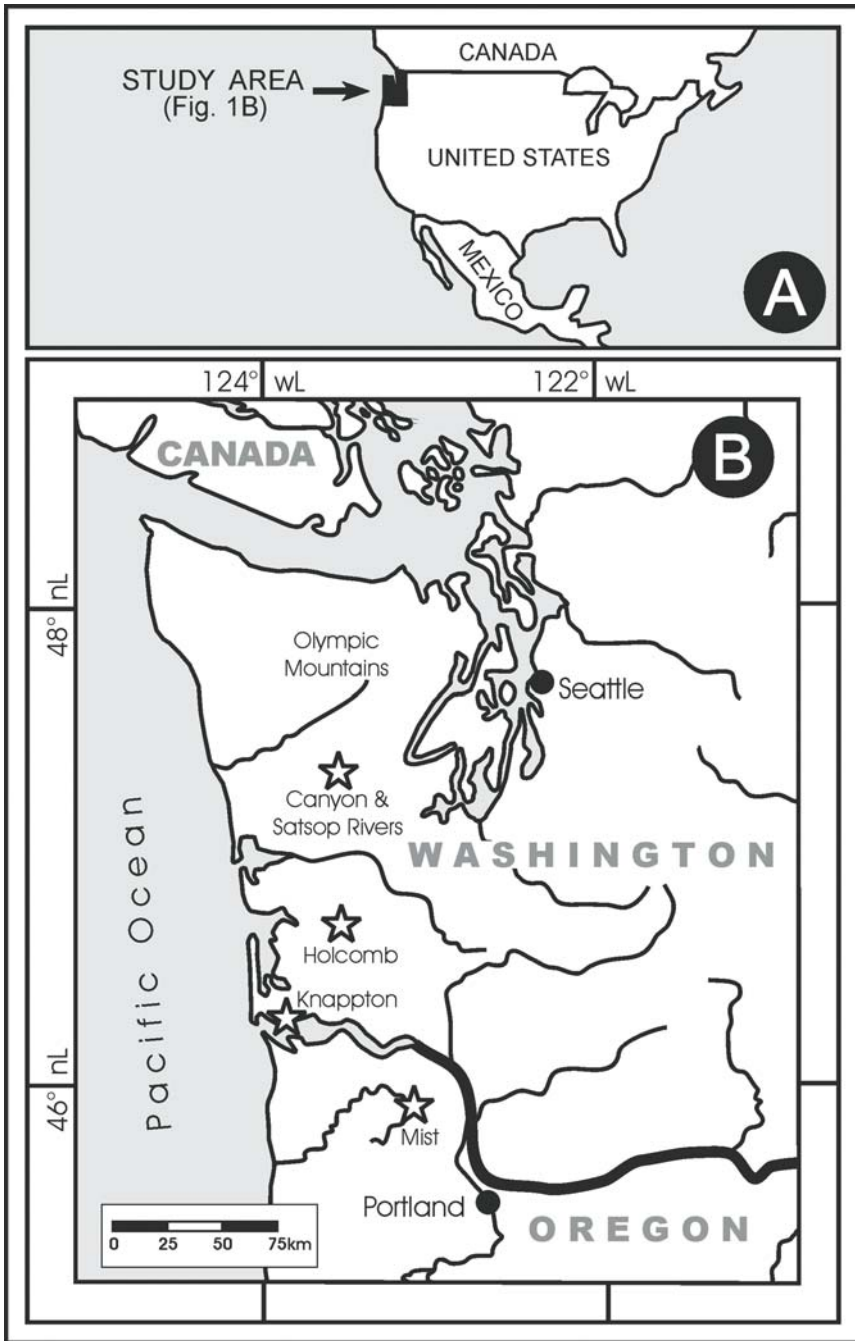 CANADA
STUDY AREA
(Fig. 1B)
UNITED STATES
MEXICO
A
124° wL 122° wL
CANADA
B
48° nL
Olympic
Mountains
Seattle
Canyon &
Satsop Rivers
WASHINGTON
Pacific Ocean
Holcomb
Knappton
46° nL
Mist
Portland
OREGON
0 25 50 75km